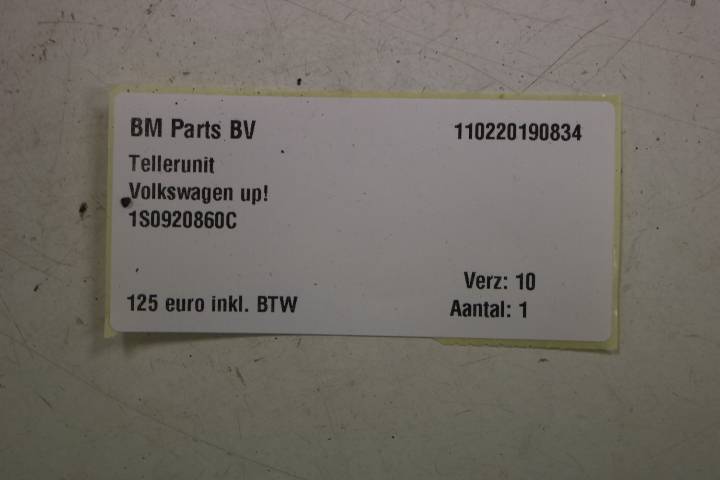 BM Parts BV 110220190834
Tellerunit
Volkswagen up!
1S0920860C
Verz: 10
125 euro inkl. BTW Aantal: 1